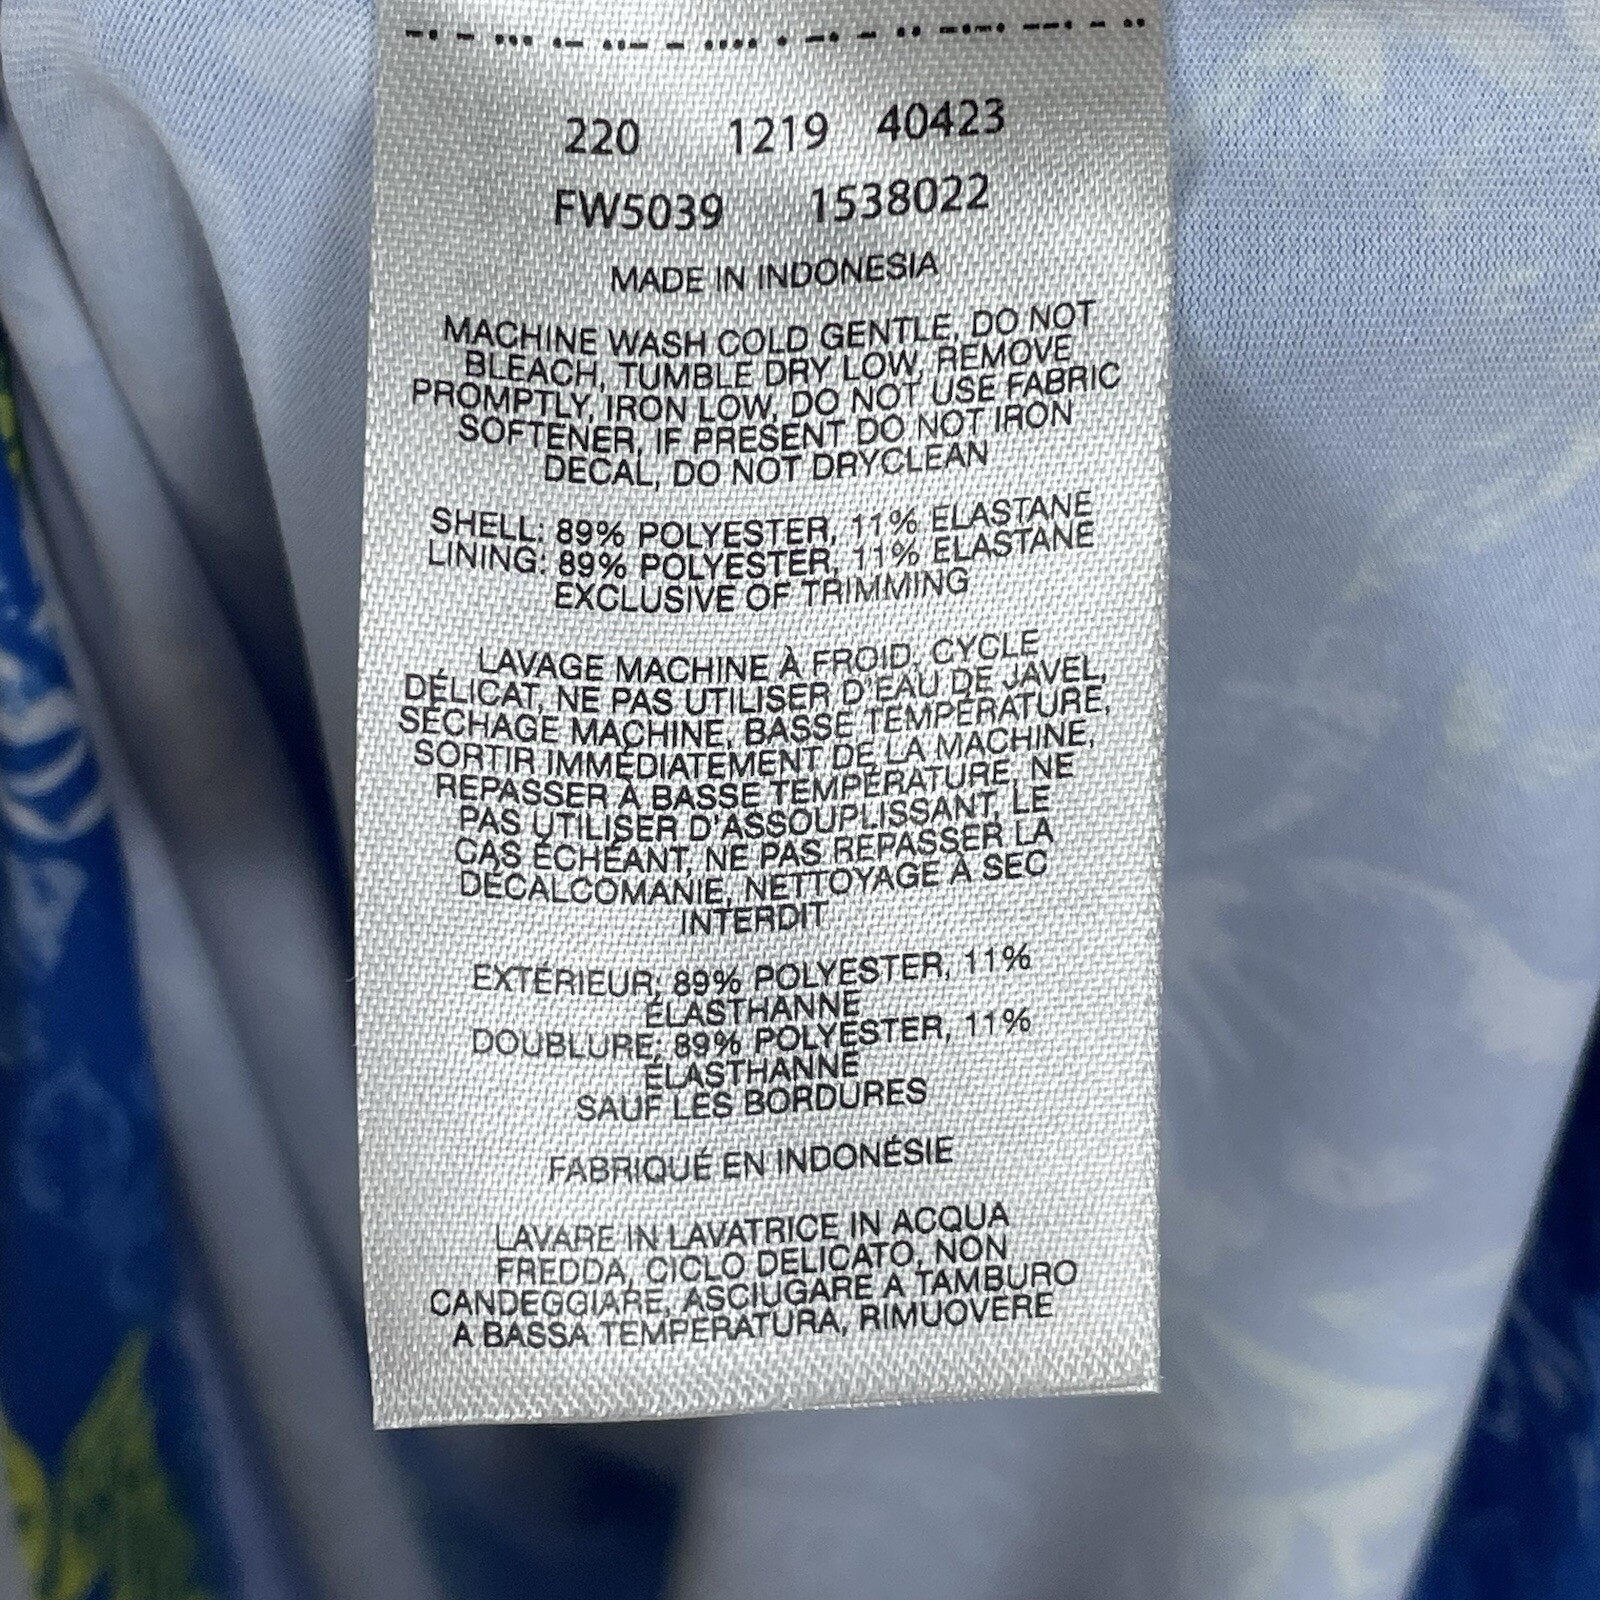 220 1219 40423
FW5039 1538022
MADE IN INDONESIA
MACHINE WASH COLD GENTLE, DO NOT
BLEACH, TUMBLE DRY LOW, REMOVE
PROMPTLY, IRON LOW, DO NOT USE FABRIC
SOFTENER, IF PRESENT DO NOT IRON
DECAL, DO NOT DRYCLEAN
SHELL: 89% POLYESTER, 11% ELASTANE
LINING: 89% POLYESTER, 11% ELASTANE
EXCLUSIVE OF TRIMMING
LAVAGE MACHINE À FROID, CYCLE
DÉLICAT, NE PAS UTILISER D'EAU DE JAVEL,
SÉCHAGE MACHINE, BASSE TEMPÉRATURE,
SORTIR IMMÉDIATEMENT DE LA MACHINE,
REPASSER À BASSE TEMPÉRATURE, NE
PAS UTILISER D'ASSOUPLISSANT, LE
CAS ÉCHÉANT, NE PAS REPASSER LA
DÉCALCOMANIE, NETTOYAGE À SEC
INTERDIT
EXTÉRIEUR: 89% POLYESTER, 11%
ÉLASTHANNE
DOUBLURE: 89% POLYESTER, 11%
ÉLASTHANNE
SAUF LES BORDURES
FABRIQUÉ EN INDONÉSIE
LAVARE IN LAVATRICE IN ACQUA
FREDDA, CICLO DELICATO, NON
CANDEGGIARE, ASCIUGARE A TAMBURO
A BASSA TEMPERATURA, RIMUOVERE